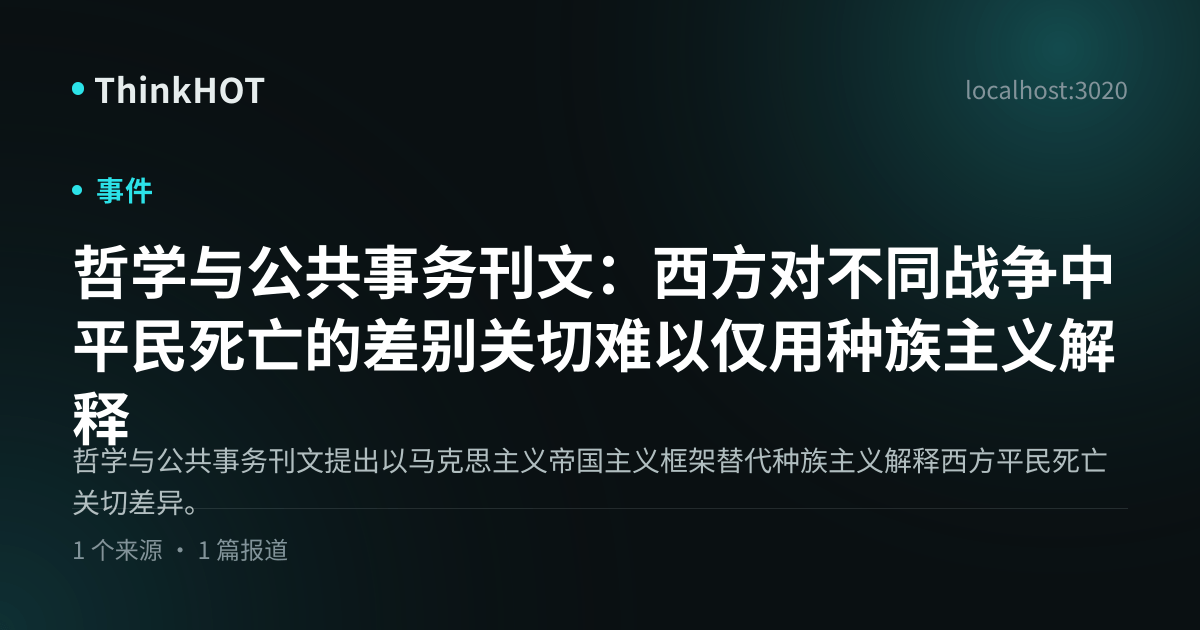 ThinkHOT
localhost:3020
事件
哲学与公共事务刊文：西方对不同战争中
平民死亡的差别关切难以仅用种族主义解
释
哲学与公共事务刊文提出以马克思主义帝国主义框架替代种族主义解释西方平民死亡
关切差异。
1 个来源 · 1 篇报道